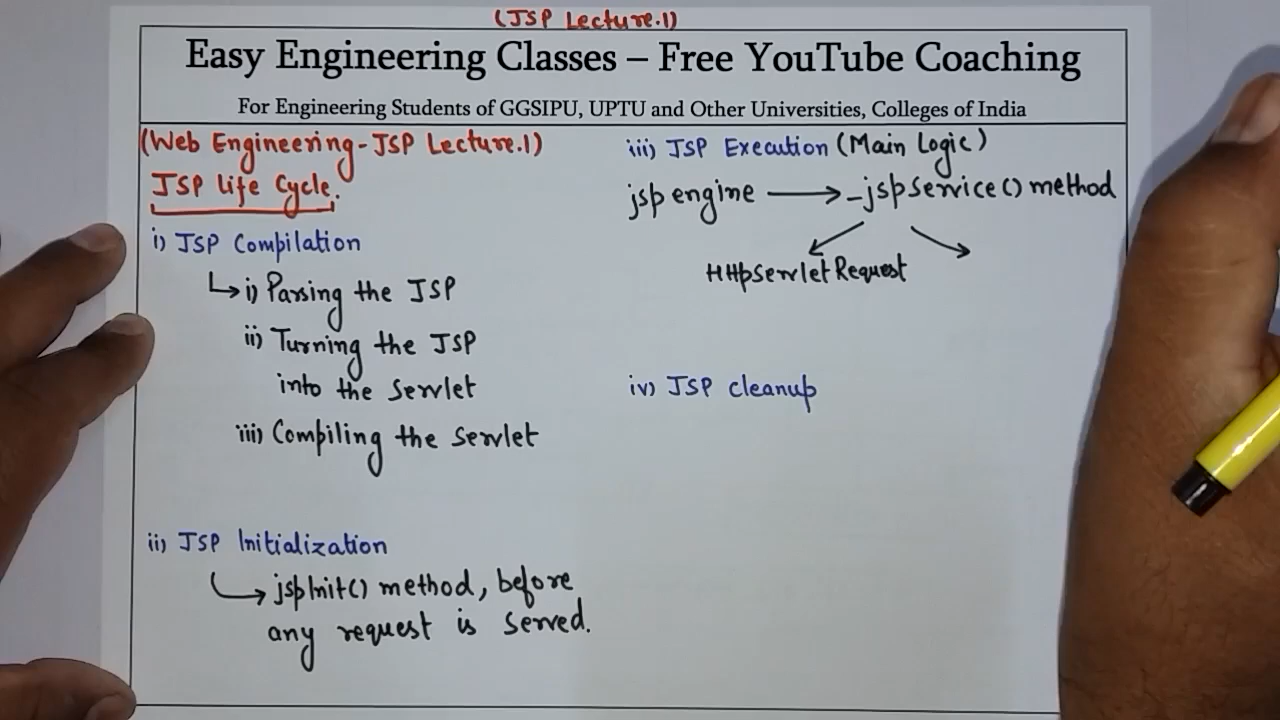 (JSP Lecture.1)
Easy Engineering Classes – Free YouTube Coaching
For Engineering Students of GGSIPU, UPTU and Other Universities, Colleges of India
(Web Engineering-JSP Lecture.1)
JSP Life Cycle.
i) JSP Compilation
i) Parsing the JSP
ii) Turning the JSP
into the Servlet
iii) Compiling the Servlet
ii) JSP Initialization
jspInit() method, before
any request is served.
iii) JSP Execution (Main Logic)
jsp engine → _jspService() method
HttpServletRequest
iv) JSP cleanup